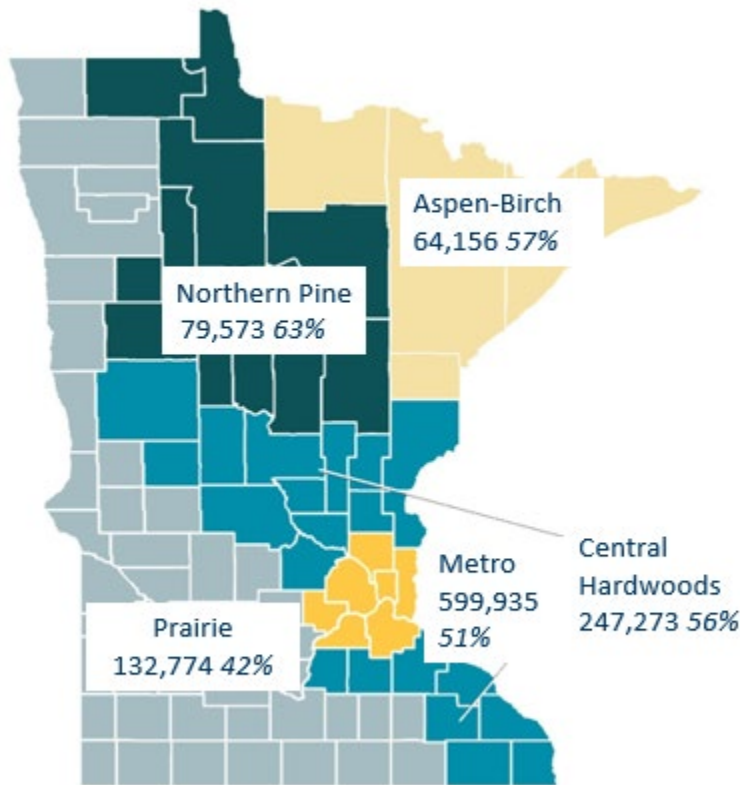 Aspen-Birch
64,156 57%
Northern Pine
79,573 63%
Central
Hardwoods
247,273 56%
Metro
599,935
51%
Prairie
132,774 42%